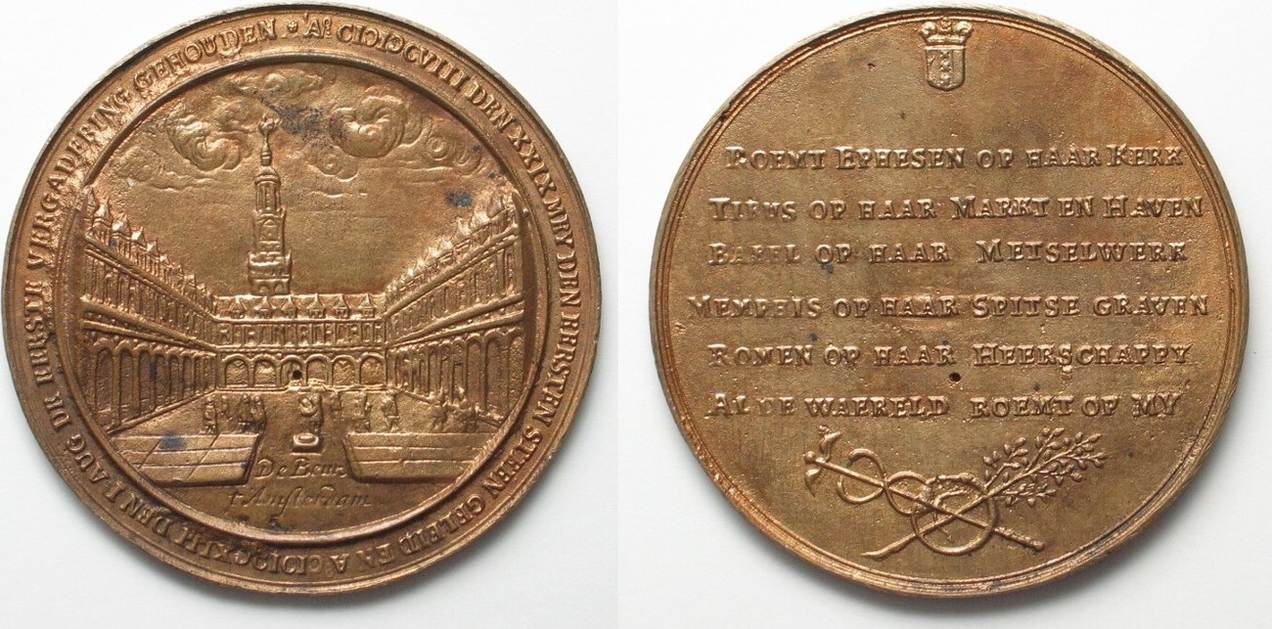 Aº CIƆIƆCVIII DEN XXIX MEY DEN EERSTEN STEEN GELEID EN Aº CIƆIƆCXIII DEN I AUG DE EERSTE VERGADERING GEHOUDEN
De Beurs
t Amsterdam
ROEMT EPHESEN OP HAAR KERK
TIRUS OP HAAR MARKT EN HAVEN
BABEL OP HAAR METSELWERK
MEMPHIS OP HAAR SPITSE GRAVEN
ROMEN OP HAAR HEERSCHAPPY
AL DE WAERELD ROEMT OP MY